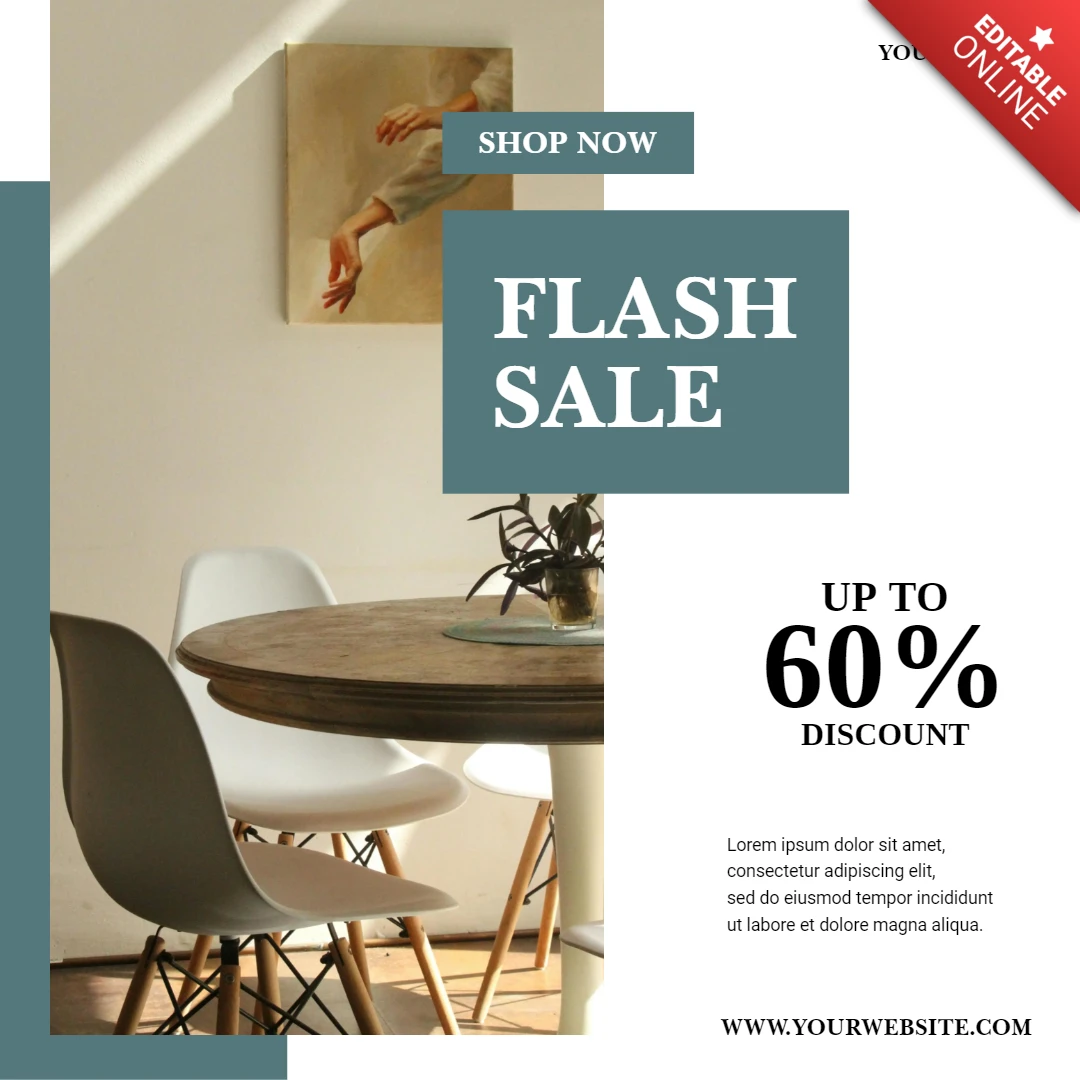 YOU
EDITABLE
ONLINE
SHOP NOW
FLASH
SALE
UP TO
60%
DISCOUNT
Lorem ipsum dolor sit amet,
consectetur adipiscing elit,
sed do eiusmod tempor incididunt
ut labore et dolore magna aliqua.
WWW.YOURWEBSITE.COM